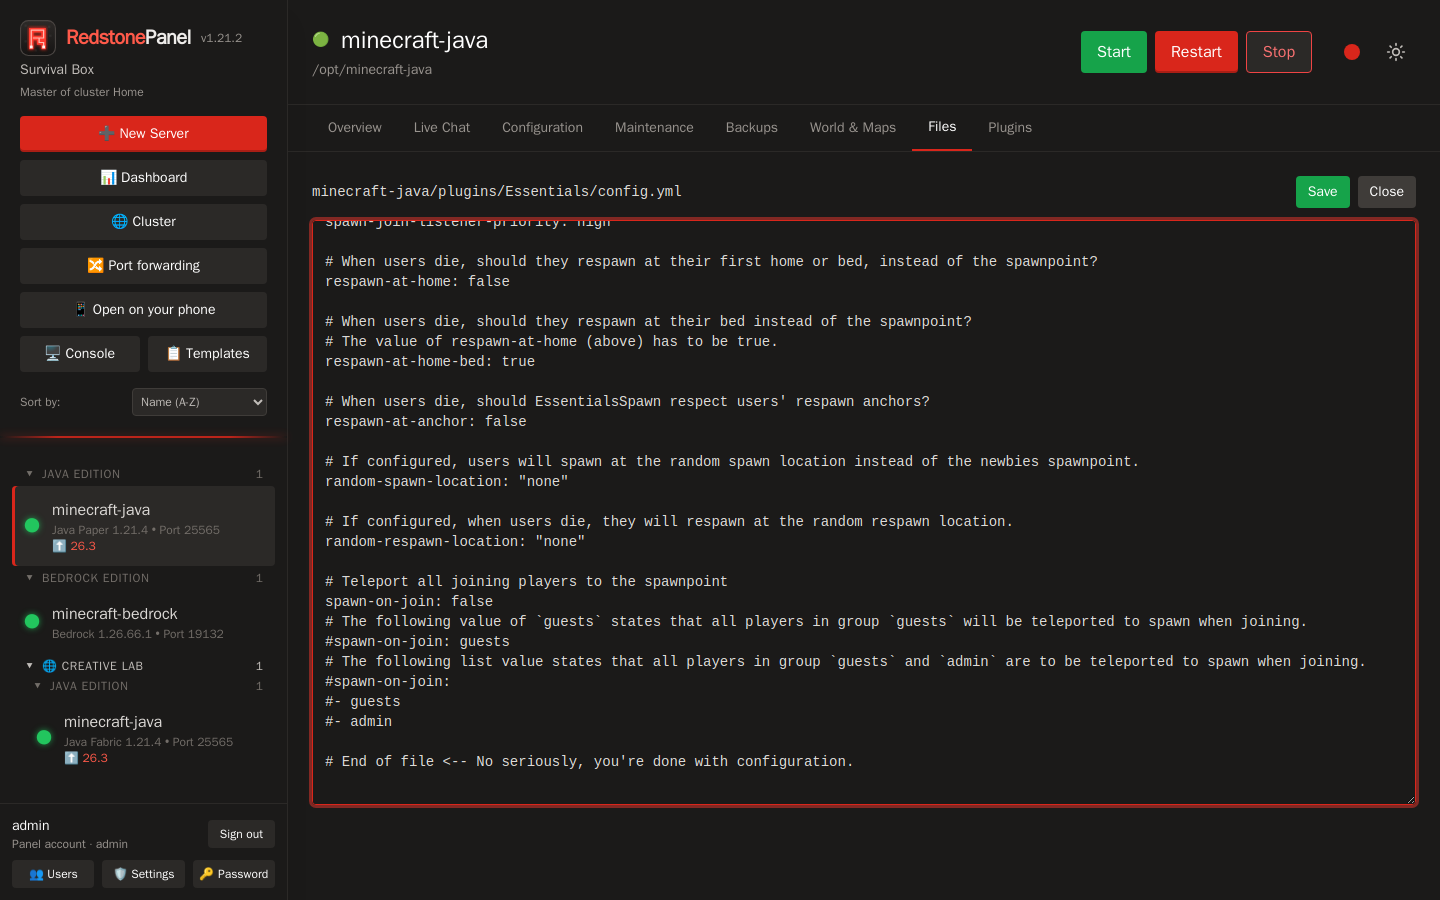 RedstonePanel v1.21.2
Survival Box
Master of cluster Home
➕ New Server
📊 Dashboard
🌐 Cluster
🔀 Port forwarding
📱 Open on your phone
🖥️ Console
📋 Templates
Sort by:
Name (A-Z)
▼ JAVA EDITION 1
minecraft-java
Java Paper 1.21.4 • Port 25565
⬆️ 26.3
▼ BEDROCK EDITION 1
minecraft-bedrock
Bedrock 1.26.66.1 • Port 19132
▼ 🌐 CREATIVE LAB 1
▼ JAVA EDITION 1
minecraft-java
Java Fabric 1.21.4 • Port 25565
⬆️ 26.3
admin
Panel account · admin
Sign out
👥 Users
🛡️ Settings
🔑 Password
minecraft-java
/opt/minecraft-java
Start
Restart
Stop
Overview
Live Chat
Configuration
Maintenance
Backups
World & Maps
Files
Plugins
minecraft-java/plugins/Essentials/config.yml
Save
Close
spawn-join-listener-priority: high
# When users die, should they respawn at their first home or bed, instead of the spawnpoint?
respawn-at-home: false
# When users die, should they respawn at their bed instead of the spawnpoint?
# The value of respawn-at-home (above) has to be true.
respawn-at-home-bed: true
# When users die, should EssentialsSpawn respect users' respawn anchors?
respawn-at-anchor: false
# If configured, users will spawn at the random spawn location instead of the newbies spawnpoint.
random-spawn-location: "none"
# If configured, when users die, they will respawn at the random respawn location.
random-respawn-location: "none"
# Teleport all joining players to the spawnpoint
spawn-on-join: false
# The following value of `guests` states that all players in group `guests` will be teleported to spawn when joining.
#spawn-on-join: guests
# The following list value states that all players in group `guests` and `admin` are to be teleported to spawn when joining.
#spawn-on-join:
#- guests
#- admin
# End of file <-- No seriously, you're done with configuration.